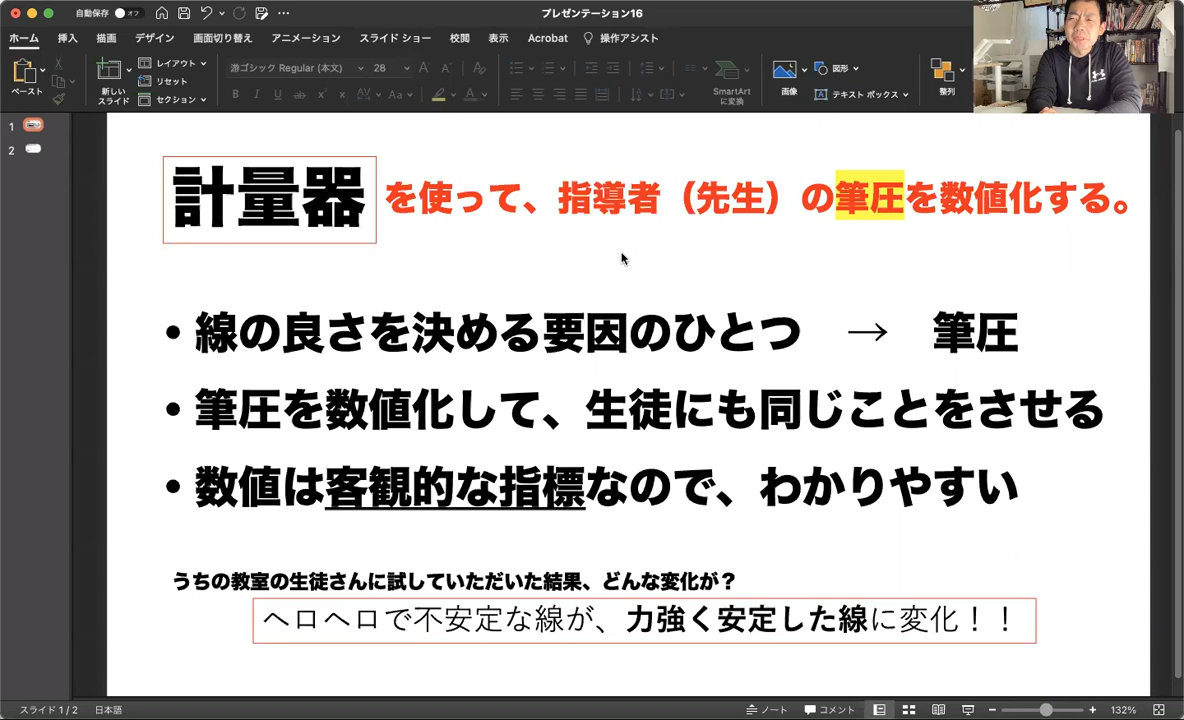 自動保存 オフ プレゼンテーション16
ホーム 挿入 描画 デザイン 画面切り替え アニメーション スライド ショー 校閲 表示 Acrobat 操作アシスト
ペースト
新しい
スライド
レイアウト
リセット
セクション
游ゴシック Regular (本文) 28
B I U ab x x AV Aa A
SmartArt
に変換
画像
図形
テキスト ボックス
整列
1
2
計量器 を使って、指導者（先生）の筆圧を数値化する。
• 線の良さを決める要因のひとつ → 筆圧
• 筆圧を数値化して、生徒にも同じことをさせる
• 数値は客観的な指標なので、わかりやすい
うちの教室の生徒さんに試していただいた結果、どんな変化が？
ヘロヘロで不安定な線が、力強く安定した線に変化！！
スライド 1 / 2 日本語 ノート コメント 132%